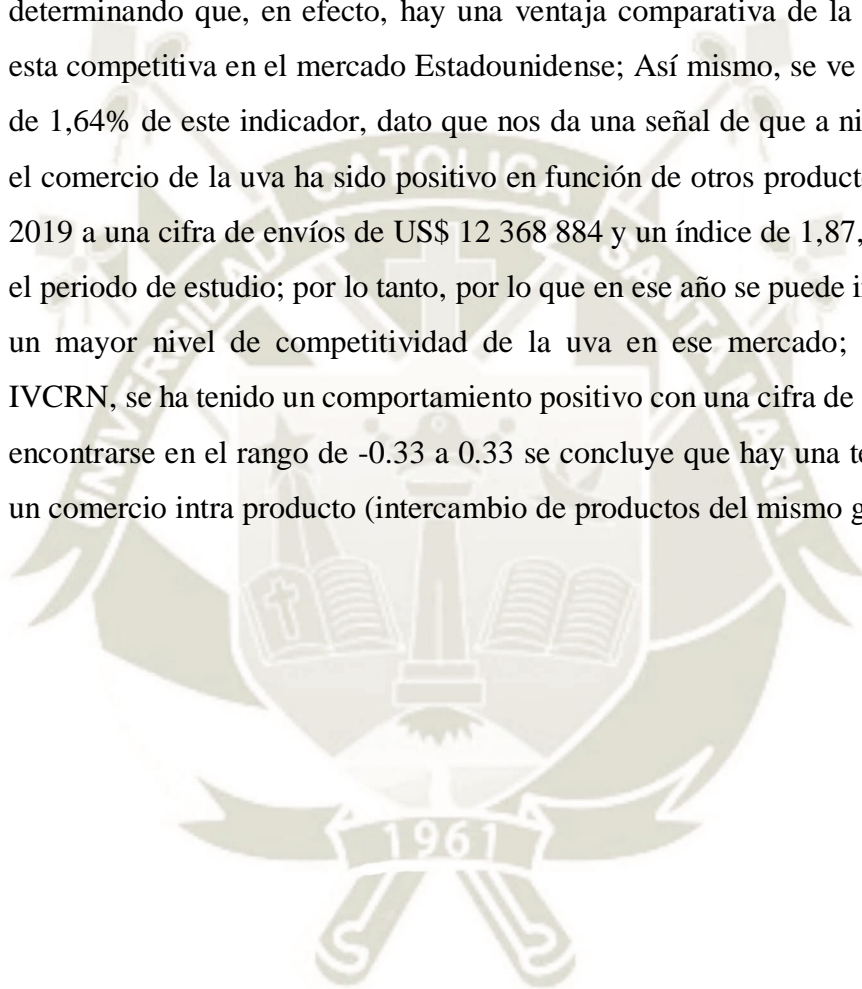 determinando que, en efecto, hay una ventaja comparativa de la
esta competitiva en el mercado Estadounidense; Así mismo, se ve
de 1,64% de este indicador, dato que nos da una señal de que a ni
el comercio de la uva ha sido positivo en función de otros product
2019 a una cifra de envíos de US$ 12 368 884 y un índice de 1,87,
el periodo de estudio; por lo tanto, por lo que en ese año se puede i
un mayor nivel de competitividad de la uva en ese mercado;
IVCRN, se ha tenido un comportamiento positivo con una cifra de
encontrarse en el rango de -0.33 a 0.33 se concluye que hay una te
un comercio intra producto (intercambio de productos del mismo g
UNIVERSIDAD CATOLICA SANTA MARIA
1961